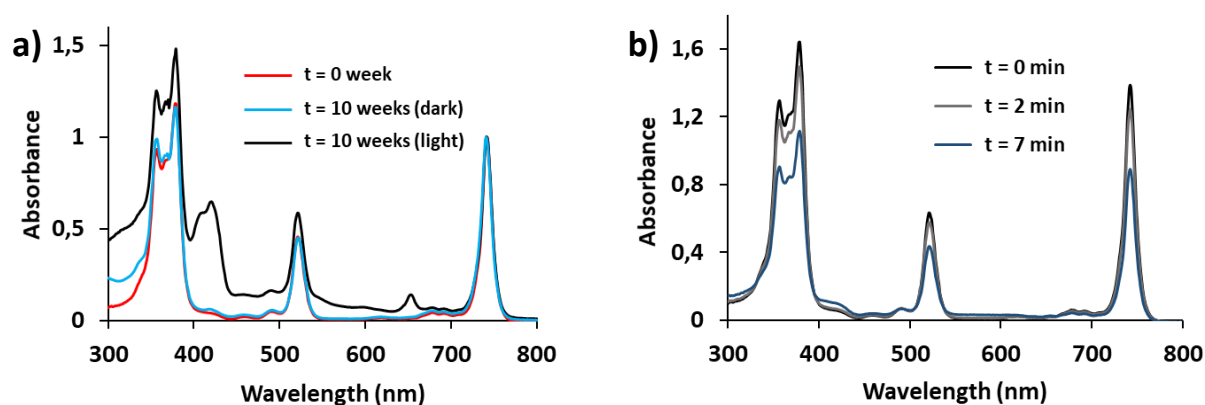 a)
Absorbance
1,5
1
0,5
0
t = 0 week
t = 10 weeks (dark)
t = 10 weeks (light)
300 400 500 600 700 800
Wavelength (nm)
b)
Absorbance
1,6
1,2
0,8
0,4
0
t = 0 min
t = 2 min
t = 7 min
300 400 500 600 700 800
Wavelength (nm)